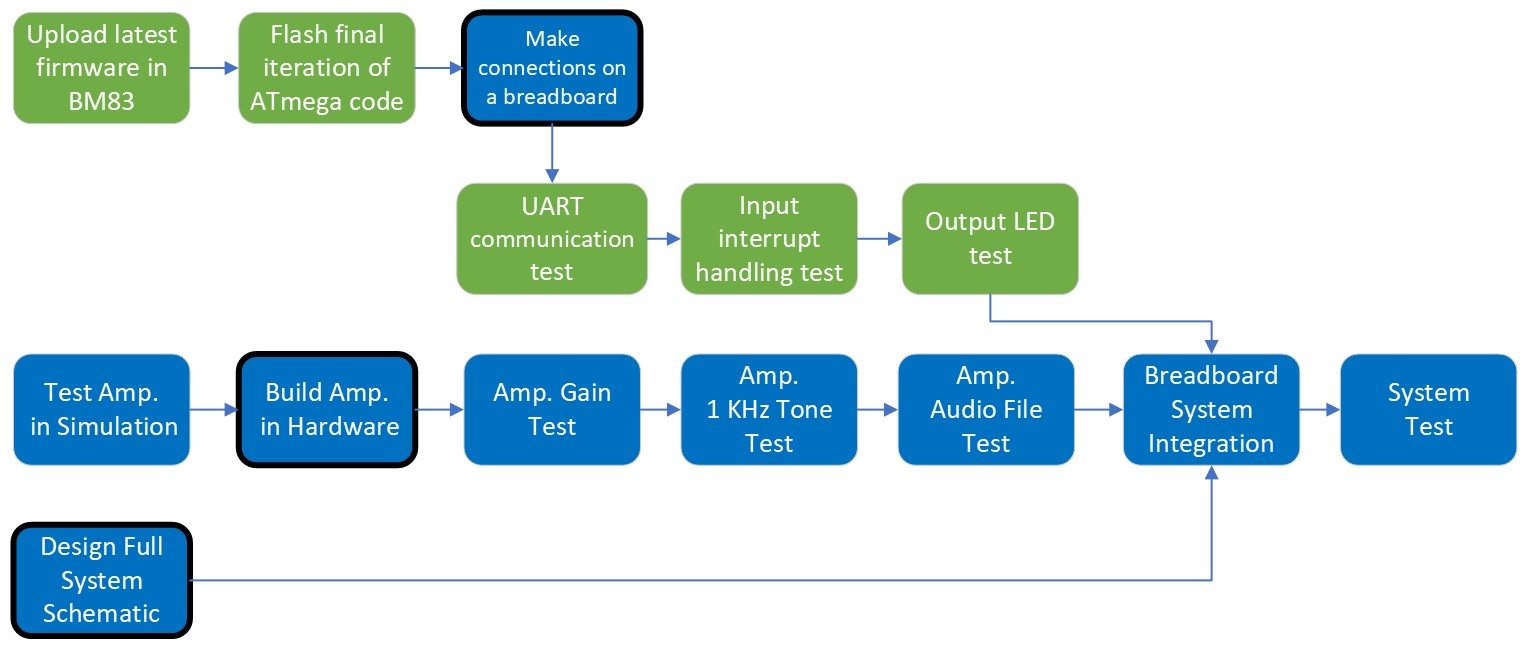 Upload latest
firmware in
BM83
Flash final
iteration of
ATmega code
Make
connections on
a breadboard
UART
communication
test
Input
interrupt
handling test
Output LED
test
Test Amp.
in Simulation
Build Amp.
in Hardware
Amp. Gain
Test
Amp.
1 KHz Tone
Test
Amp.
Audio File
Test
Breadboard
System
Integration
System
Test
Design Full
System
Schematic